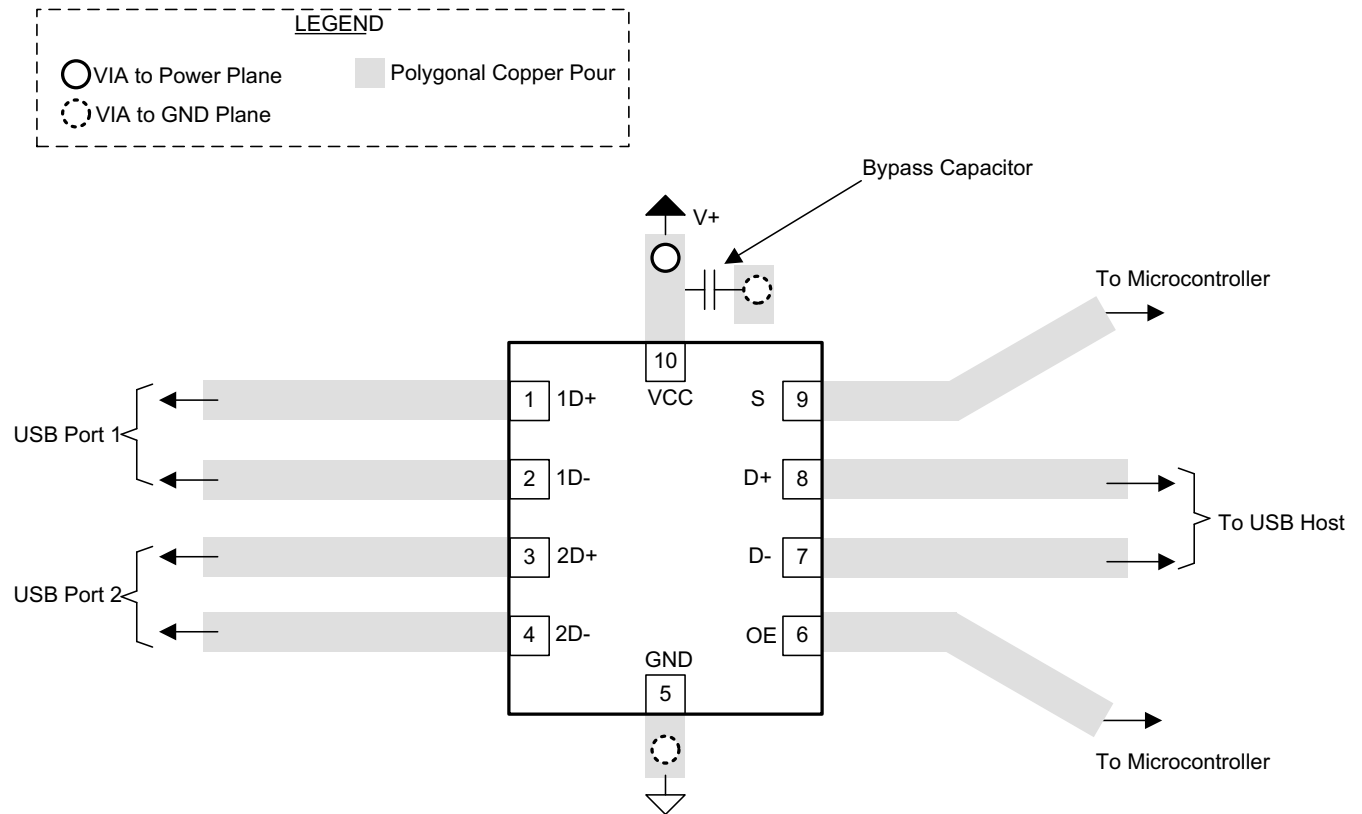 LEGEND
VIA to Power Plane
Polygonal Copper Pour
VIA to GND Plane
Bypass Capacitor
V+
To Microcontroller
10
VCC
1 1D+
S 9
USB Port 1
2 1D-
D+ 8
To USB Host
3 2D+
D- 7
USB Port 2
4 2D-
OE 6
GND
5
To Microcontroller